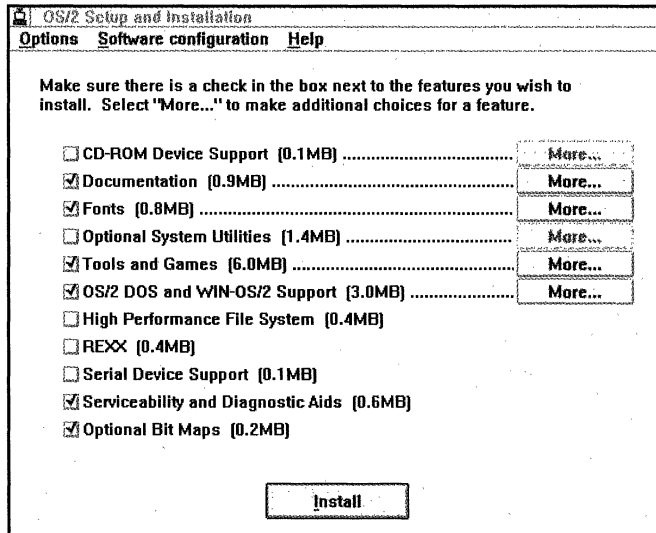 OS/2 Setup and Installation
Options Software configuration Help
Make sure there is a check in the box next to the features you wish to
install. Select "More..." to make additional choices for a feature.
CD-ROM Device Support (0.1MB) ........................................ More...
Documentation (0.9MB) ........................................................ More...
Fonts (0.8MB) ........................................................................ More...
Optional System Utilities (1.4MB) ....................................... More...
Tools and Games (6.0MB) .................................................... More...
OS/2 DOS and WIN-OS/2 Support (3.0MB) ........................ More...
High Performance File System (0.4MB)
REXX (0.4MB)
Serial Device Support (0.1MB)
Serviceability and Diagnostic Aids (0.6MB)
Optional Bit Maps (0.2MB)
Install